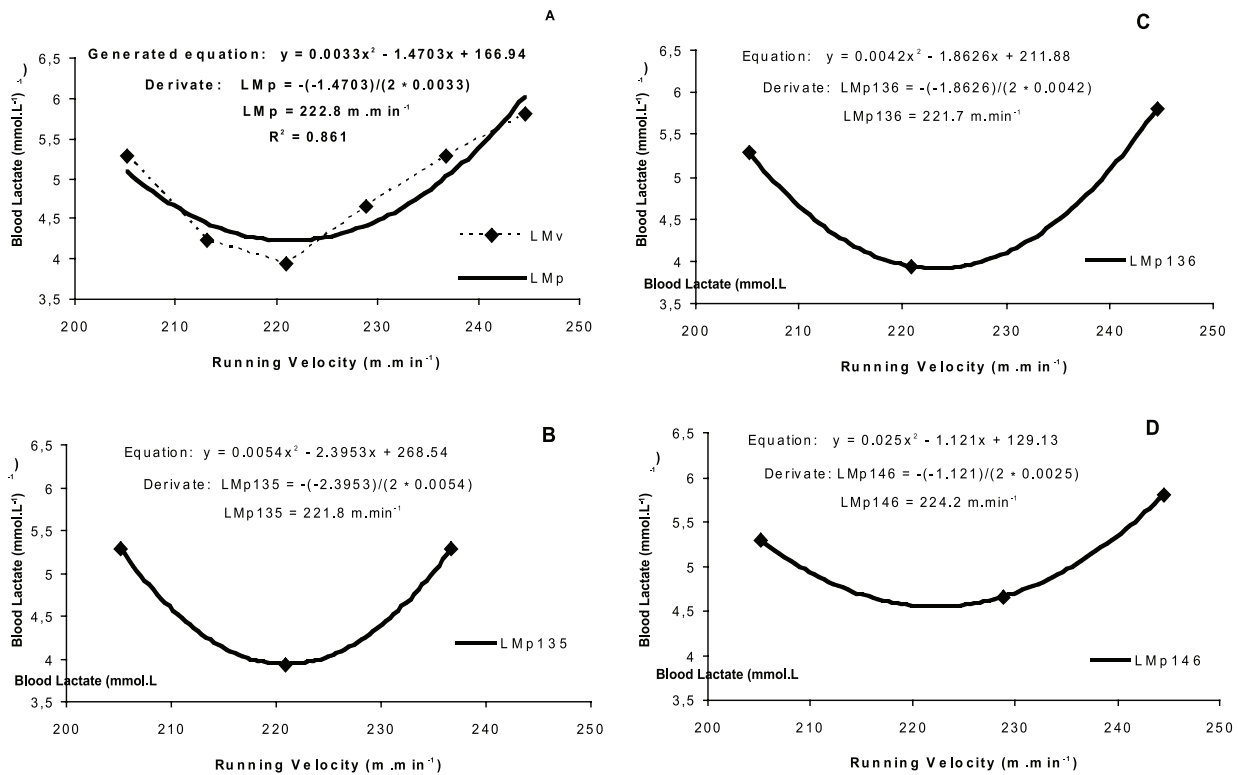 A
Generated equation: y = 0.0033x² - 1.4703x + 166.94
Derivate: LMp = -(-1.4703)/(2 * 0.0033)
LMp = 222.8 m.min⁻¹
R² = 0.861
Blood Lactate (mmol.L⁻¹)
⁻¹)
6,5
6
5,5
5
4,5
4
3,5
LMv
LMp
200 210 220 230 240 250
Running Velocity (m.min⁻¹)
C
Equation: y = 0.0042x² - 1.8626x + 211.88
Derivate: LMp136 = -(-1.8626)/(2 * 0.0042)
LMp136 = 221.7 m.min⁻¹
Blood Lactate (mmol.L⁻¹)
⁻¹)
6,5
6
5,5
5
4,5
4
3,5
Blood Lactate (mmol.L
LMp136
200 210 220 230 240 250
Running Velocity (m.min⁻¹)
B
Equation: y = 0.0054x² - 2.3953x + 268.54
Derivate: LMp135 = -(-2.3953)/(2 * 0.0054)
LMp135 = 221.8 m.min⁻¹
Blood Lactate (mmol.L⁻¹)
⁻¹)
6,5
6
5,5
5
4,5
4
3,5
Blood Lactate (mmol.L
LMp135
200 210 220 230 240 250
Running Velocity (m.min⁻¹)
D
Equation: y = 0.025x² - 1.121x + 129.13
Derivate: LMp146 = -(-1.121)/(2 * 0.0025)
LMp146 = 224.2 m.min⁻¹
Blood Lactate (mmol.L⁻¹)
⁻¹)
6,5
6
5,5
5
4,5
4
3,5
Blood Lactate (mmol.L
LMp146
200 210 220 230 240 250
Running Velocity (m.min⁻¹)